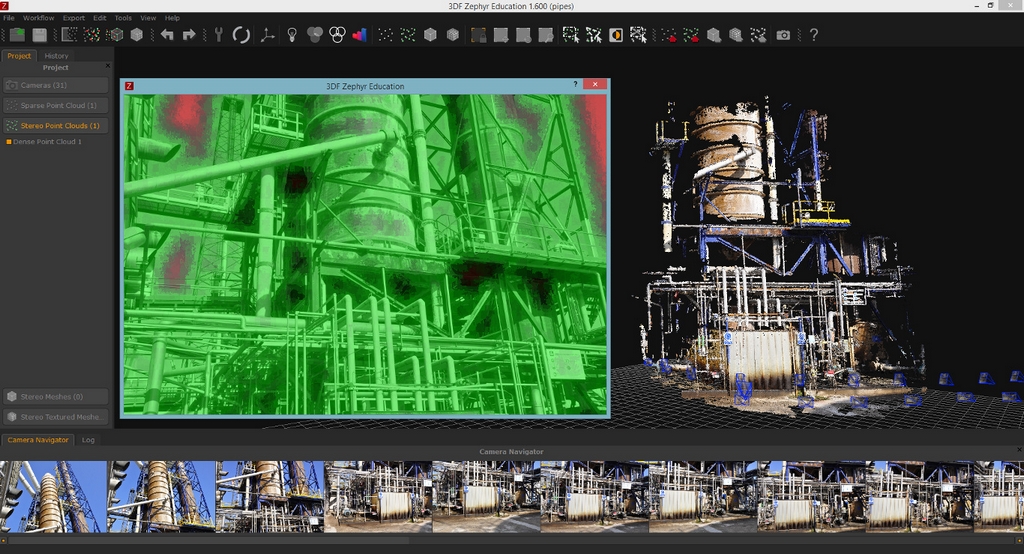 3DF Zephyr Education 1.600 (pipes)
File Workflow Export Edit Tools View Help
Project History
Project
Cameras (31)
Sparse Point Cloud (1)
Stereo Point Clouds (1)
Dense Point Cloud 1
3DF Zephyr Education
Stereo Meshes (0)
Stereo Textured Meshe...
Camera Navigator Log
Camera Navigator